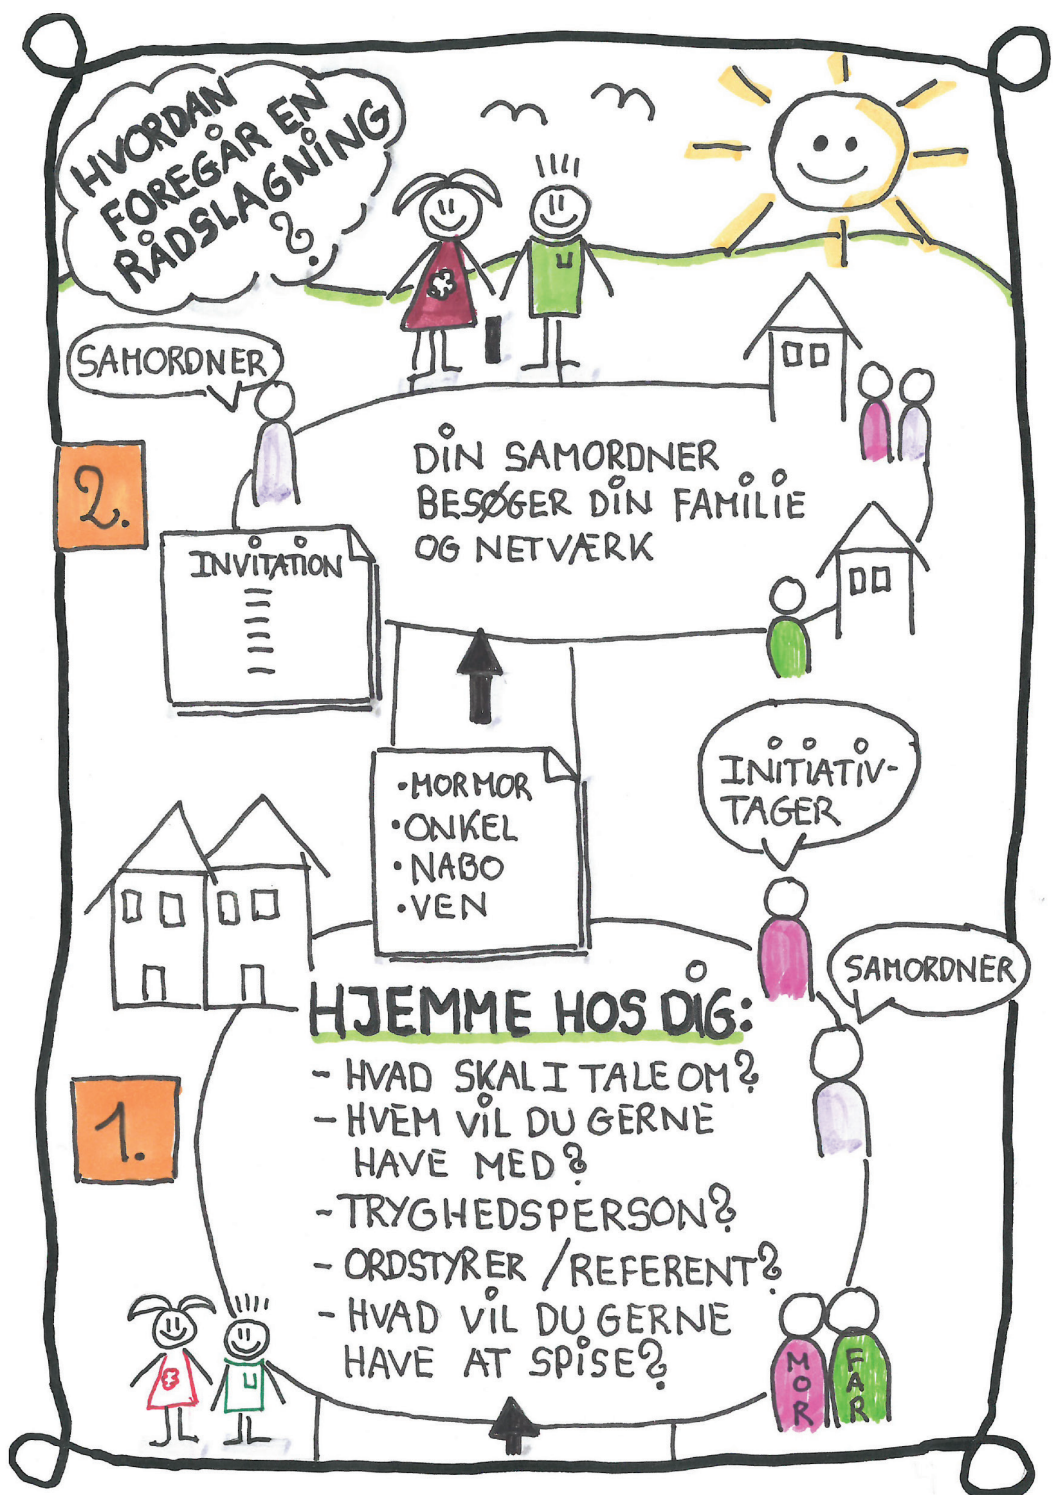 HVORDAN
FOREGÅR EN
RÅDSLAGNING
?
SAMORDNER
2.
DIN SAMORDNER
BESØGER DIN FAMILIE
OG NETVÆRK
INVITATION
INITIATIV-
TAGER
• MORMOR
• ONKEL
• NABO
• VEN
SAMORDNER
HJEMME HOS DIG:
1.
- HVAD SKAL I TALE OM?
- HVEM VIL DU GERNE
HAVE MED?
- TRYGHEDSPERSON?
- ORDSTYRER / REFERENT?
- HVAD VIL DU GERNE
HAVE AT SPISE?
MOR
FAR